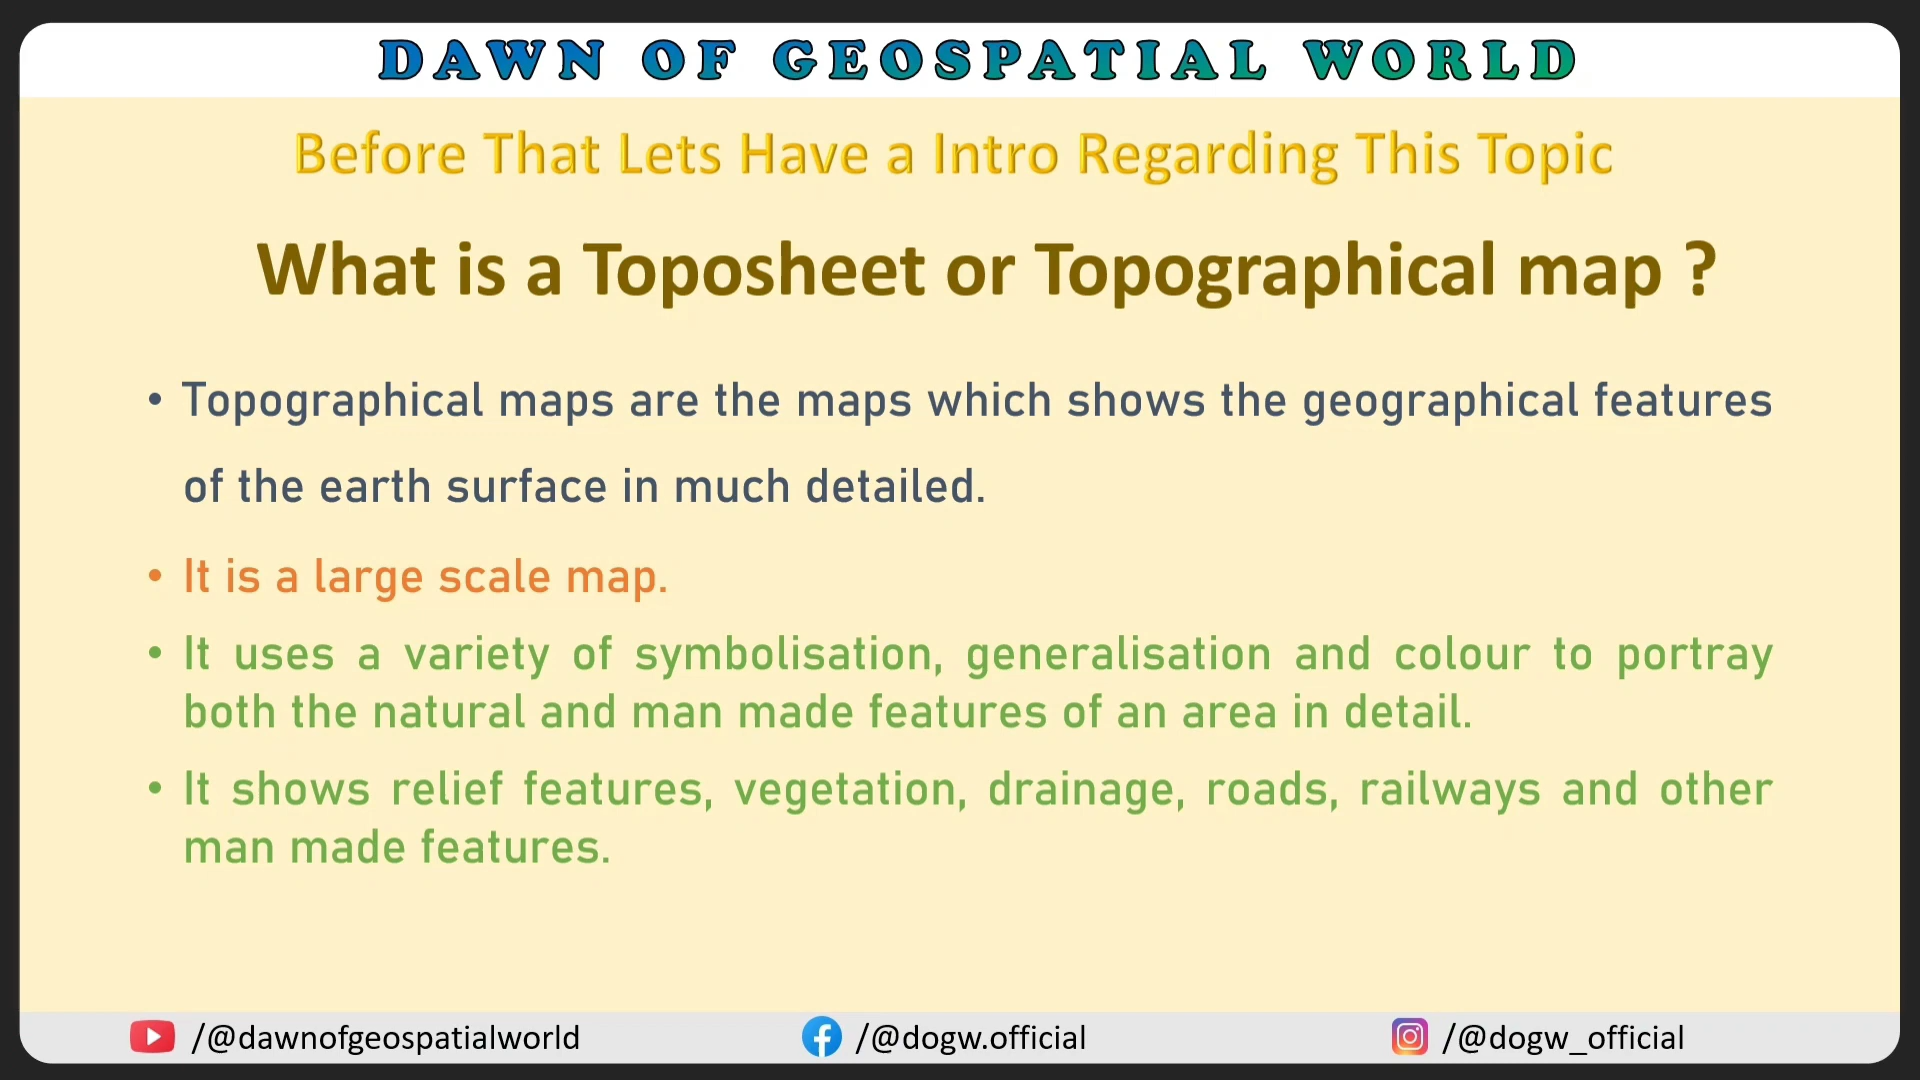 DAWN OF GEOSPATIAL WORLD
Before That Lets Have a Intro Regarding This Topic
What is a Toposheet or Topographical map ?
• Topographical maps are the maps which shows the geographical features
of the earth surface in much detailed.
• It is a large scale map.
• It uses a variety of symbolisation, generalisation and colour to portray
both the natural and man made features of an area in detail.
• It shows relief features, vegetation, drainage, roads, railways and other
man made features.
/@dawnofgeospatialworld /@dogw.official /@dogw_official